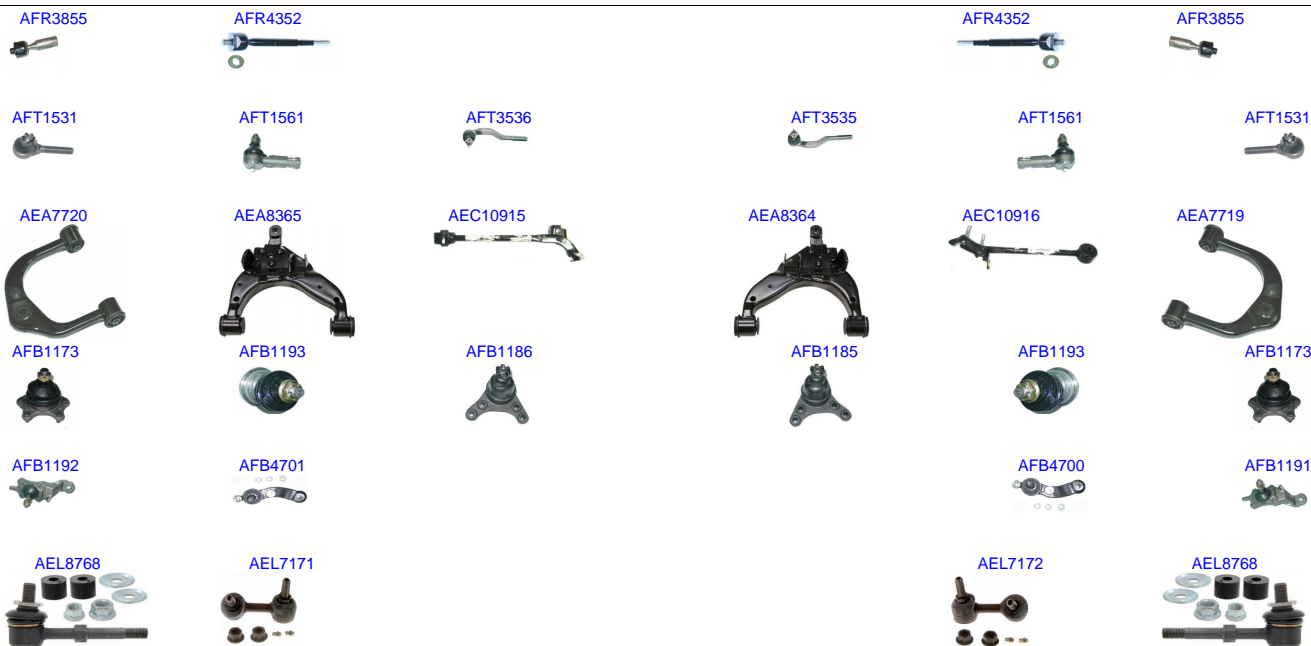 AFR3855 AFR4352 AFR4352 AFR3855
AFT1531 AFT1561 AFT3536 AFT3535 AFT1561 AFT1531
AEA7720 AEA8365 AEC10915 AEA8364 AEC10916 AEA7719
AFB1173 AFB1193 AFB1186 AFB1185 AFB1193 AFB1173
AFB1192 AFB4701 AFB4700 AFB1191
AEL8768 AEL7171 AEL7172 AEL8768